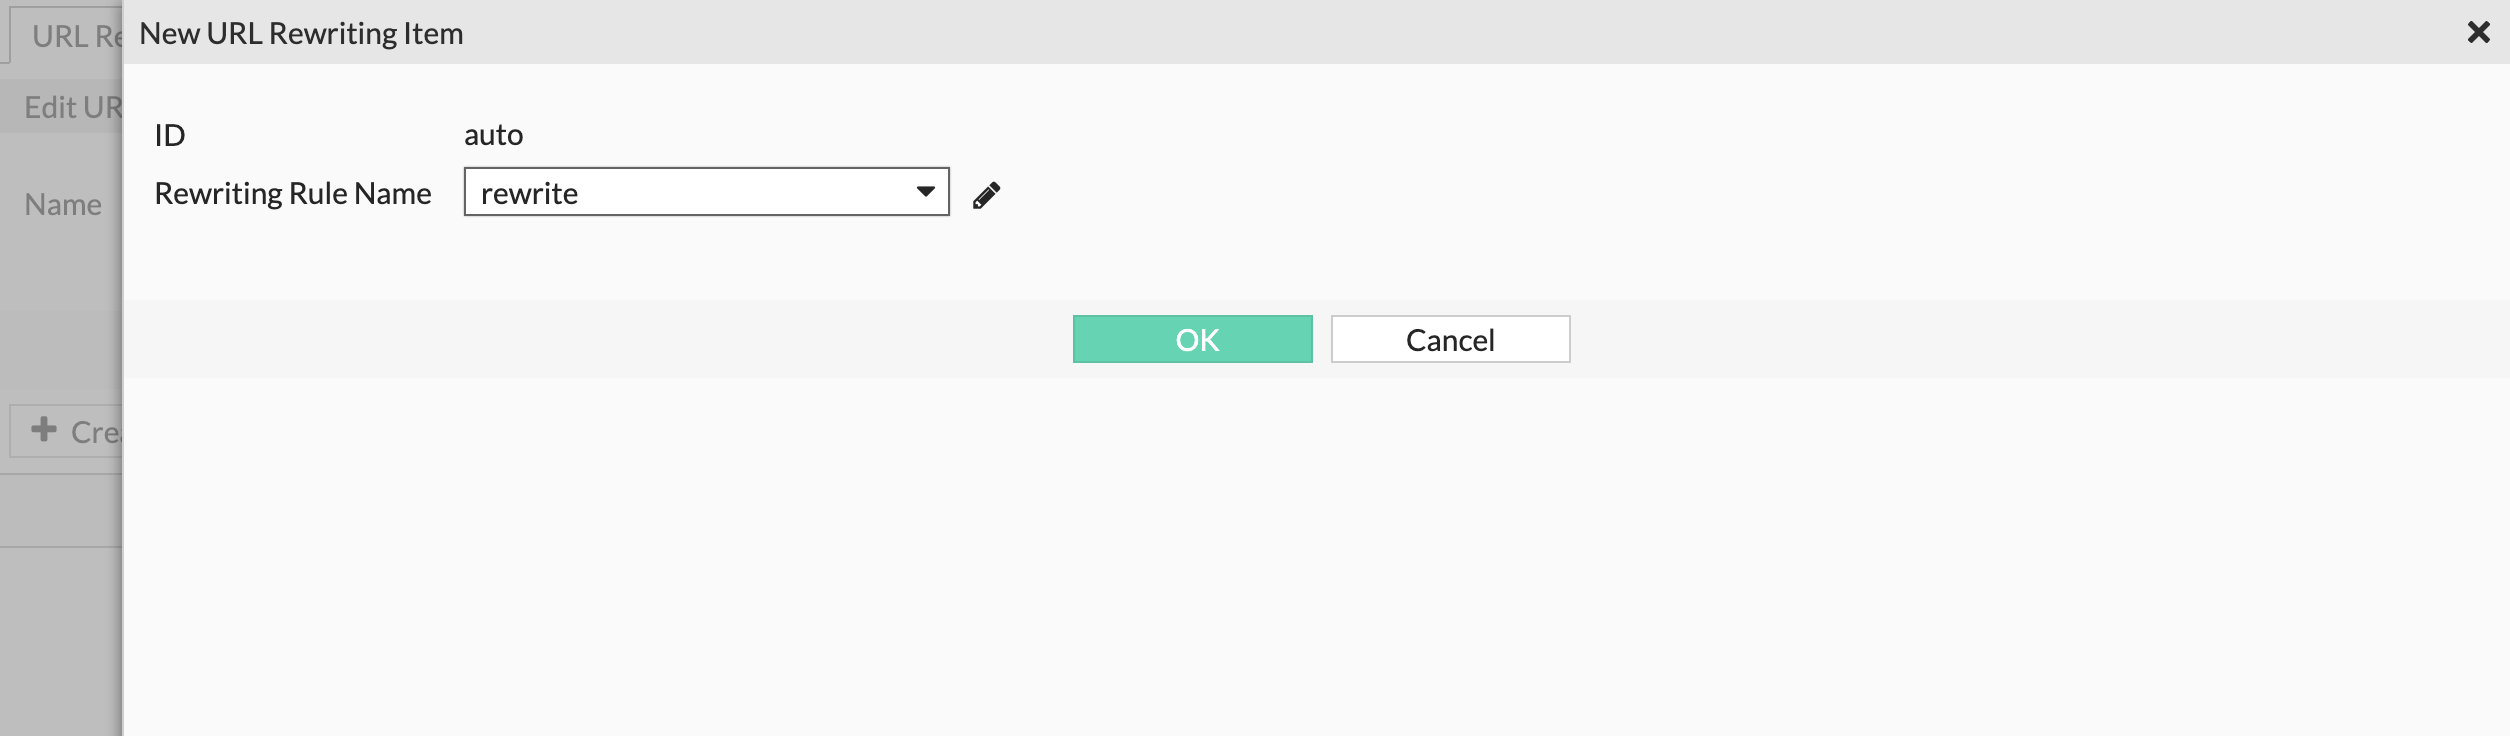 New URL Rewriting Item
URL Re
Edit UR
ID auto
Rewriting Rule Name rewrite
Name
OK Cancel
Cre